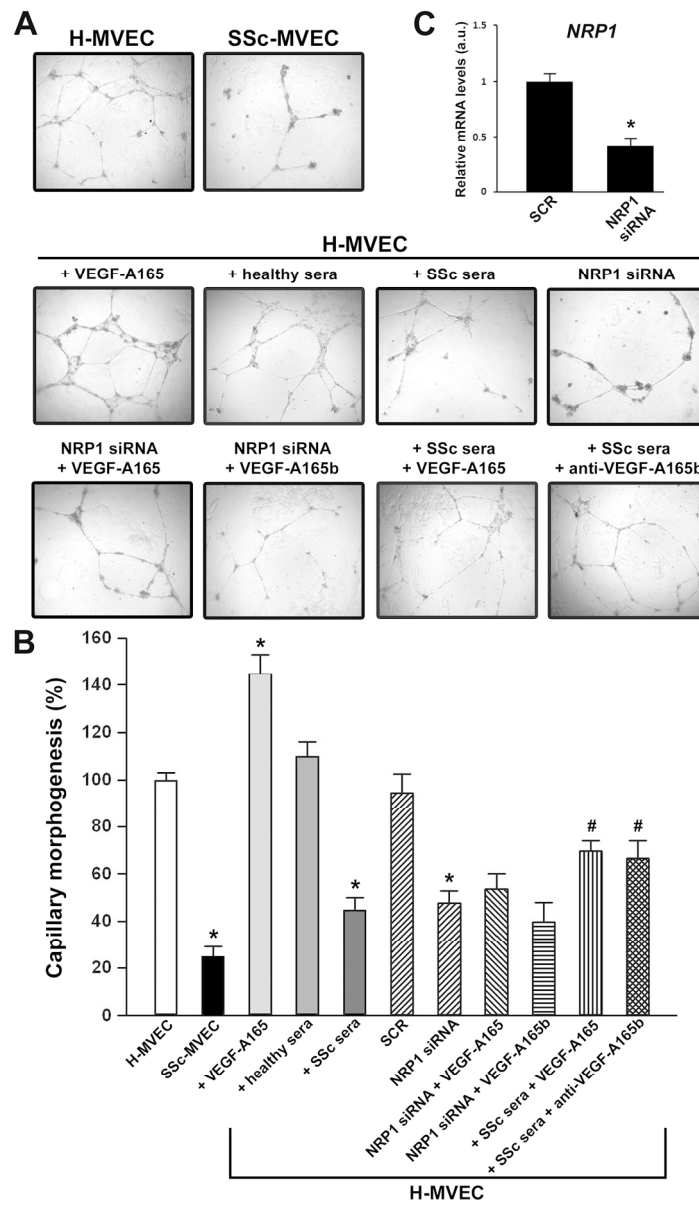 A
H-MVEC
SSc-MVEC
C
NRP1
Relative mRNA levels (a.u.)
1.5
1
0.5
0
*
SCR
NRP1
siRNA
H-MVEC
+ VEGF-A165
+ healthy sera
+ SSc sera
NRP1 siRNA
NRP1 siRNA
+ VEGF-A165
NRP1 siRNA
+ VEGF-A165b
+ SSc sera
+ VEGF-A165
+ SSc sera
+ anti-VEGF-A165b
B
Capillary morphogenesis (%)
160
140
120
100
80
60
40
20
0
*
*
*
*
#
#
H-MVEC
SSc-MVEC
+ VEGF-A165
+ healthy sera
+ SSc sera
SCR
NRP1 siRNA
NRP1 siRNA + VEGF-A165
NRP1 siRNA + VEGF-A165b
+ SSc sera + VEGF-A165
+ SSc sera + anti-VEGF-A165b
H-MVEC